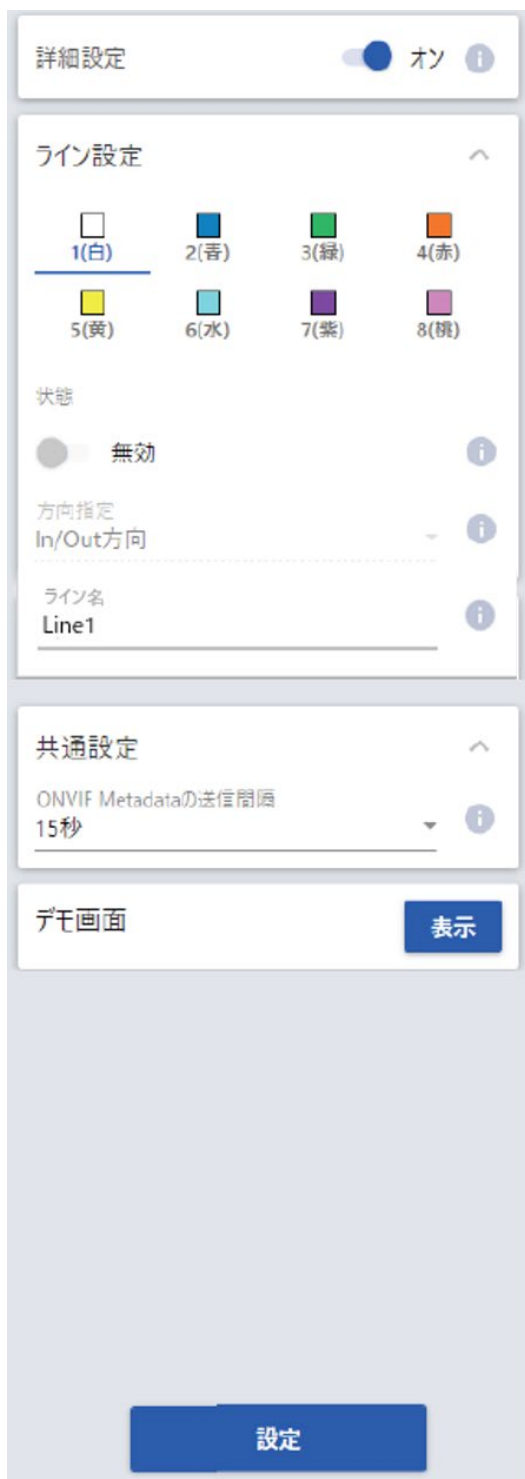 詳細設定 オン
ライン設定
1(白) 2(青) 3(緑) 4(赤)
5(黄) 6(水) 7(紫) 8(桃)
状態
無効
方向指定
In/Out方向
ライン名
Line1
共通設定
ONVIF Metadataの送信間隔
15秒
デモ画面 表示
設定